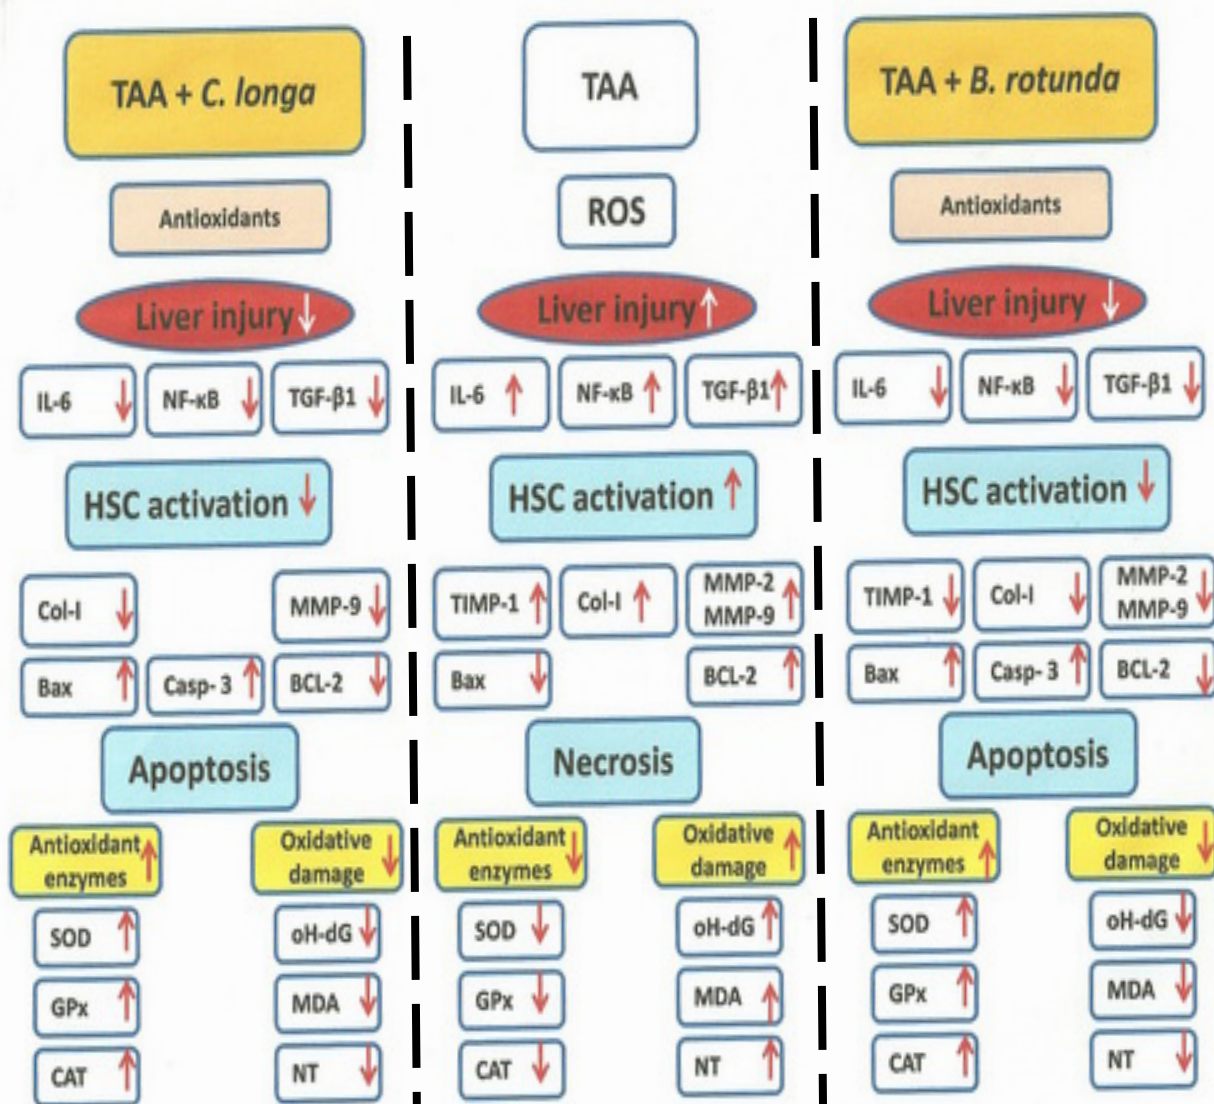 TAA + C. longa
Antioxidants
Liver injury ↓
IL-6 ↓
NF-κB ↓
TGF-β1 ↓
HSC activation ↓
Col-I ↓
MMP-9 ↓
Bax ↑
Casp- 3 ↑
BCL-2 ↓
Apoptosis
Antioxidant ↑
enzymes
Oxidative ↓
damage
SOD ↑
oH-dG ↓
GPx ↑
MDA ↓
CAT ↑
NT ↓
TAA
ROS
Liver injury ↑
IL-6 ↑
NF-κB ↑
TGF-β1 ↑
HSC activation ↑
TIMP-1 ↑
Col-I ↑
MMP-2 ↑
MMP-9
Bax ↓
BCL-2 ↑
Necrosis
Antioxidant ↓
enzymes
Oxidative ↑
damage
SOD ↓
oH-dG ↑
GPx ↓
MDA ↑
CAT ↓
NT ↑
TAA + B. rotunda
Antioxidants
Liver injury ↓
IL-6 ↓
NF-κB ↓
TGF-β1 ↓
HSC activation ↓
TIMP-1 ↓
Col-I ↓
MMP-2 ↓
MMP-9
Bax ↑
Casp- 3 ↑
BCL-2 ↓
Apoptosis
Antioxidant
enzymes ↑
Oxidative ↓
damage
SOD ↑
oH-dG ↓
GPx ↑
MDA ↓
CAT ↑
NT ↓